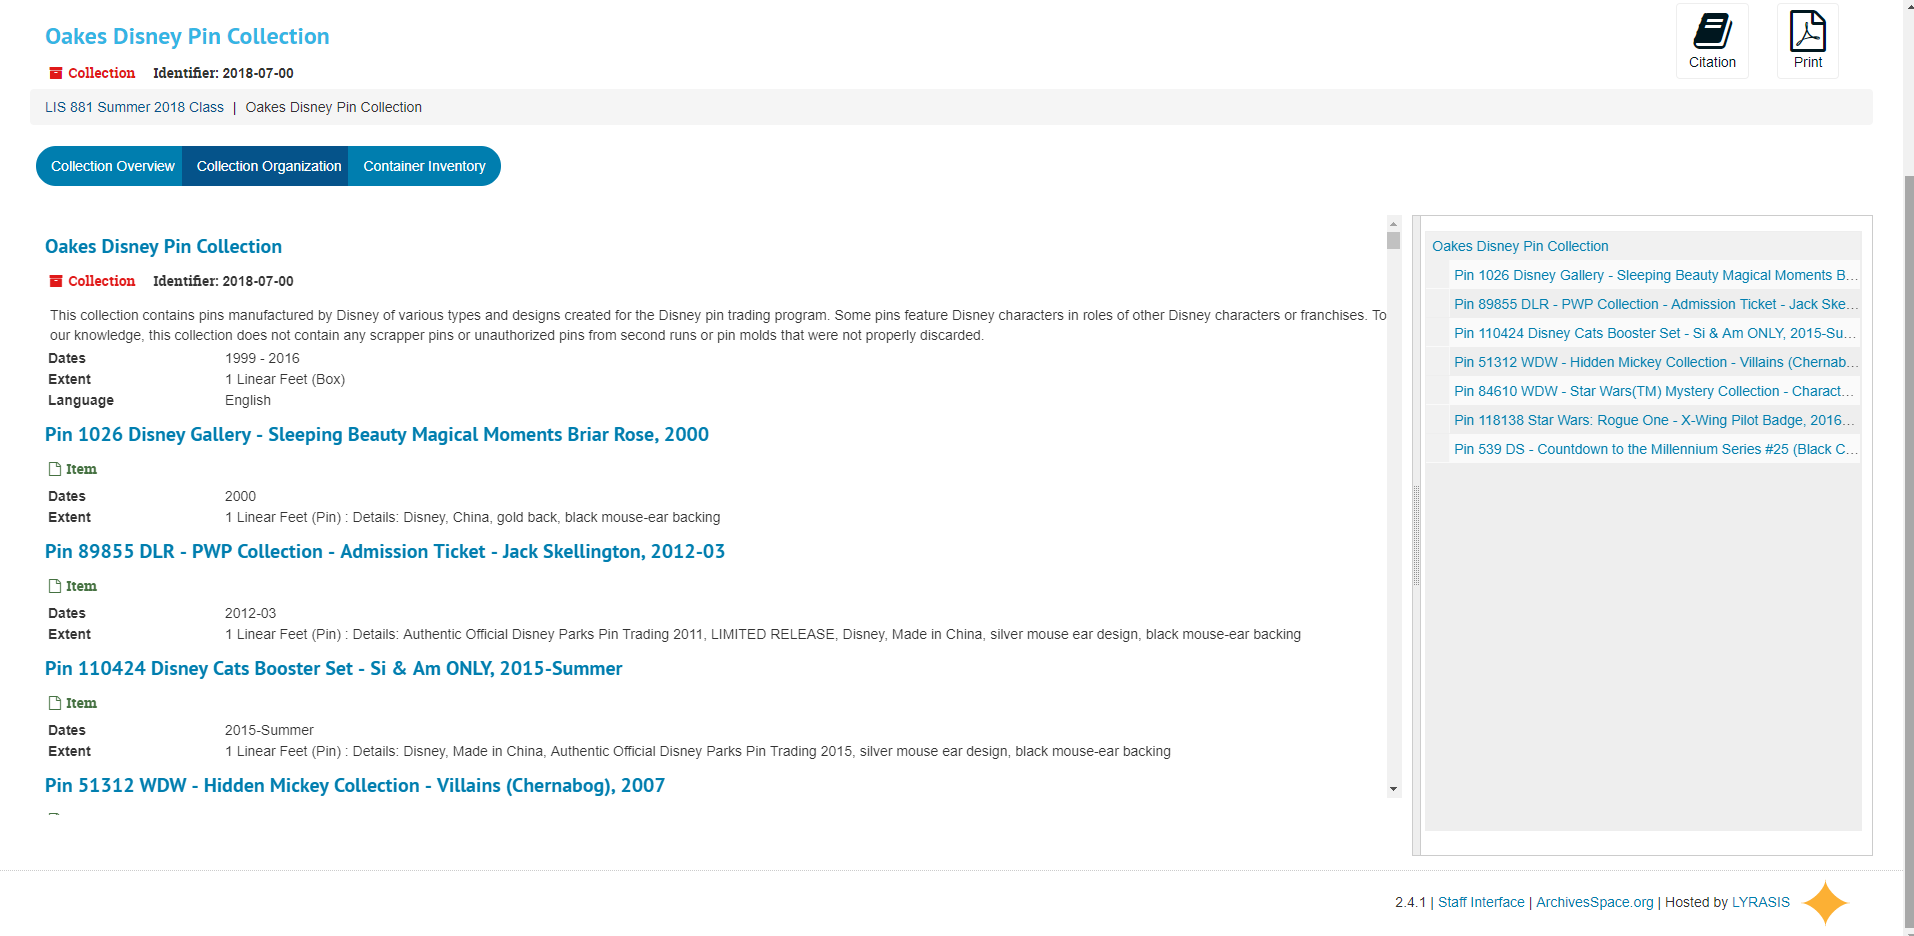 Oakes Disney Pin Collection
Citation
Print
Collection Identifier: 2018-07-00
LIS 881 Summer 2018 Class | Oakes Disney Pin Collection
Collection Overview
Collection Organization
Container Inventory
Oakes Disney Pin Collection
Collection Identifier: 2018-07-00
This collection contains pins manufactured by Disney of various types and designs created for the Disney pin trading program. Some pins feature Disney characters in roles of other Disney characters or franchises. To
our knowledge, this collection does not contain any scrapper pins or unauthorized pins from second runs or pin molds that were not properly discarded.
Dates 1999 - 2016
Extent 1 Linear Feet (Box)
Language English
Pin 1026 Disney Gallery - Sleeping Beauty Magical Moments Briar Rose, 2000
Item
Dates 2000
Extent 1 Linear Feet (Pin) : Details: Disney, China, gold back, black mouse-ear backing
Pin 89855 DLR - PWP Collection - Admission Ticket - Jack Skellington, 2012-03
Item
Dates 2012-03
Extent 1 Linear Feet (Pin) : Details: Authentic Official Disney Parks Pin Trading 2011, LIMITED RELEASE, Disney, Made in China, silver mouse ear design, black mouse-ear backing
Pin 110424 Disney Cats Booster Set - Si & Am ONLY, 2015-Summer
Item
Dates 2015-Summer
Extent 1 Linear Feet (Pin) : Details: Disney, Made in China, Authentic Official Disney Parks Pin Trading 2015, silver mouse ear design, black mouse-ear backing
Pin 51312 WDW - Hidden Mickey Collection - Villains (Chernabog), 2007
Oakes Disney Pin Collection
Pin 1026 Disney Gallery - Sleeping Beauty Magical Moments B...
Pin 89855 DLR - PWP Collection - Admission Ticket - Jack Ske...
Pin 110424 Disney Cats Booster Set - Si & Am ONLY, 2015-Su...
Pin 51312 WDW - Hidden Mickey Collection - Villains (Chernab...
Pin 84610 WDW - Star Wars(TM) Mystery Collection - Charact...
Pin 118138 Star Wars: Rogue One - X-Wing Pilot Badge, 2016...
Pin 539 DS - Countdown to the Millennium Series #25 (Black C...
2.4.1 | Staff Interface | ArchivesSpace.org | Hosted by LYRASIS